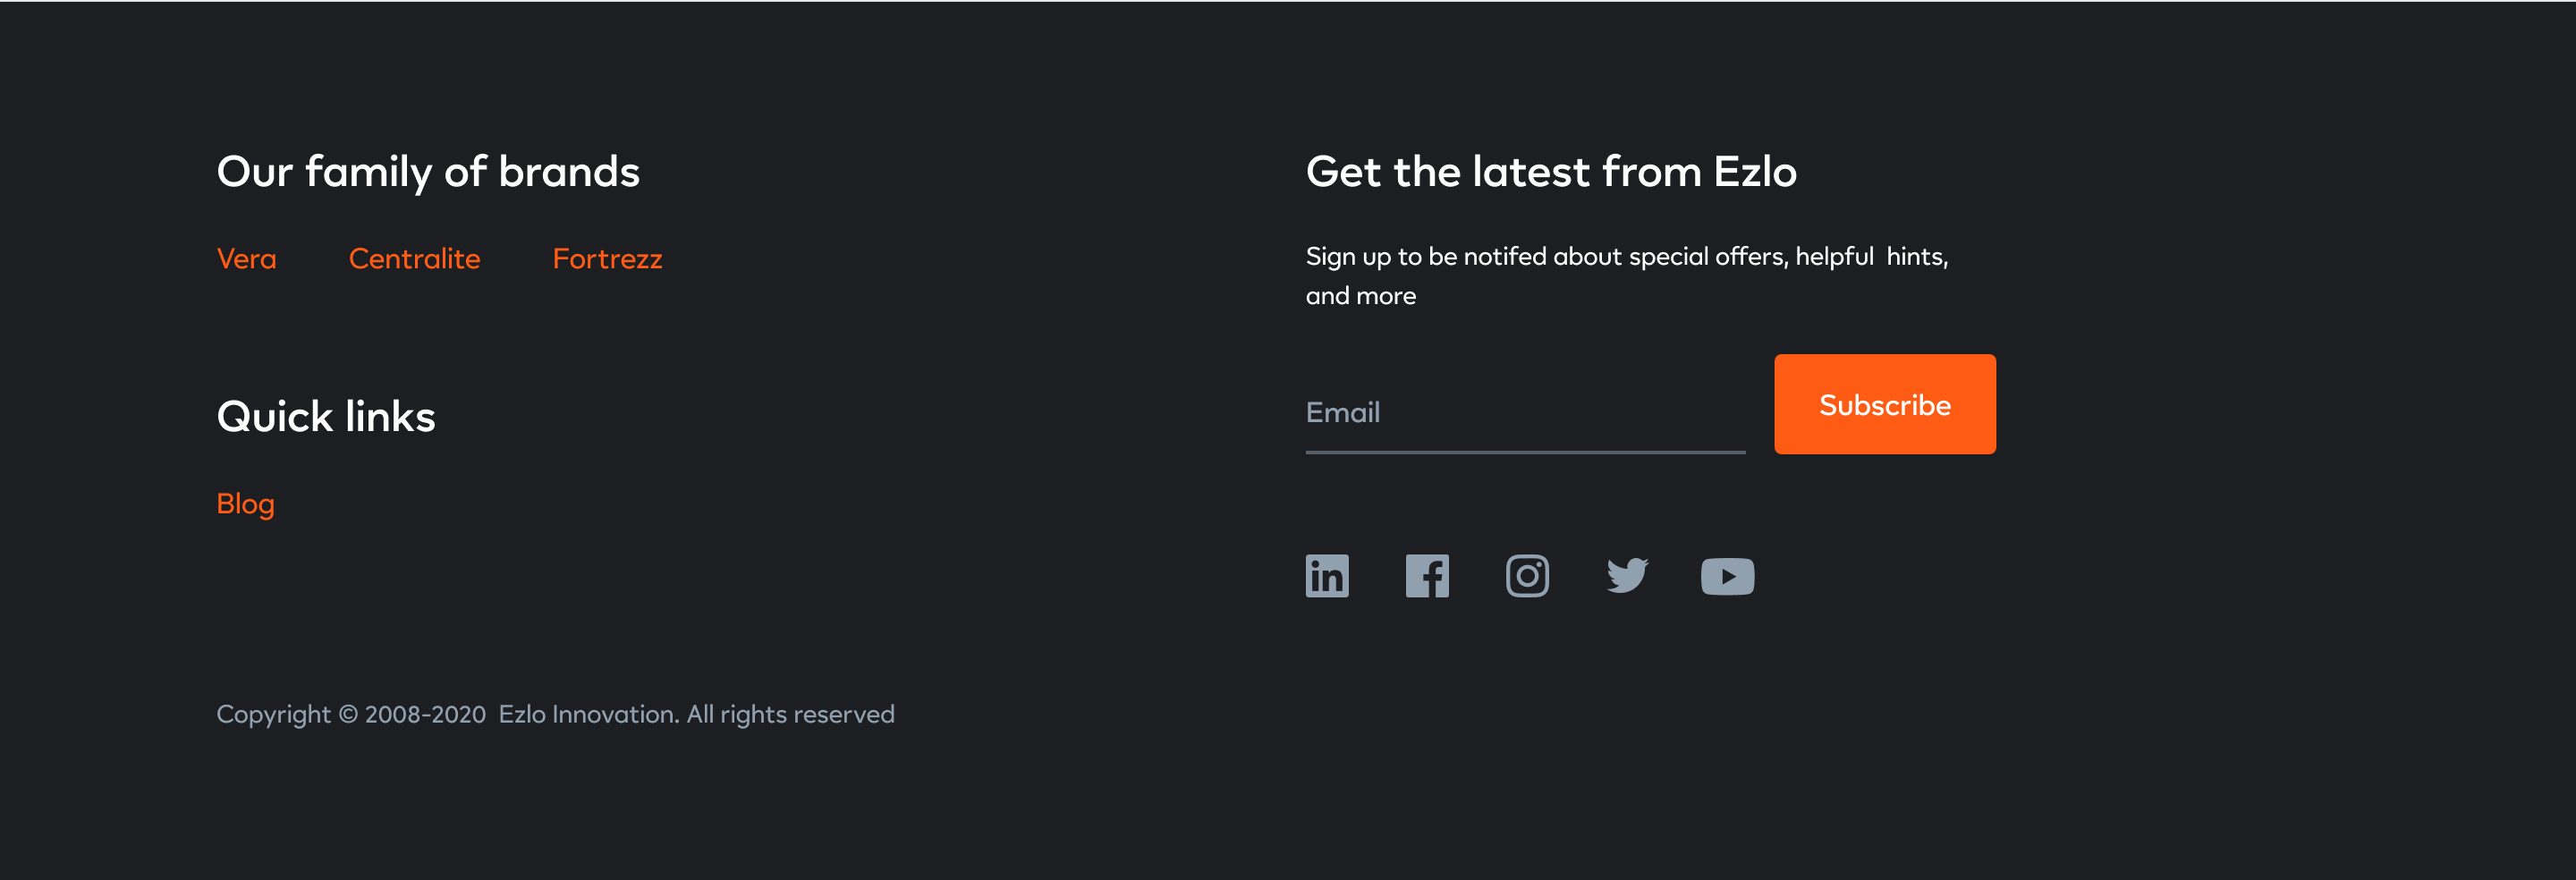 Our family of brands
Vera Centralite Fortrezz
Quick links
Blog
Get the latest from Ezlo
Sign up to be notifed about special offers, helpful  hints,
and more
Email
Subscribe
in
Copyright © 2008-2020  Ezlo Innovation. All rights reserved